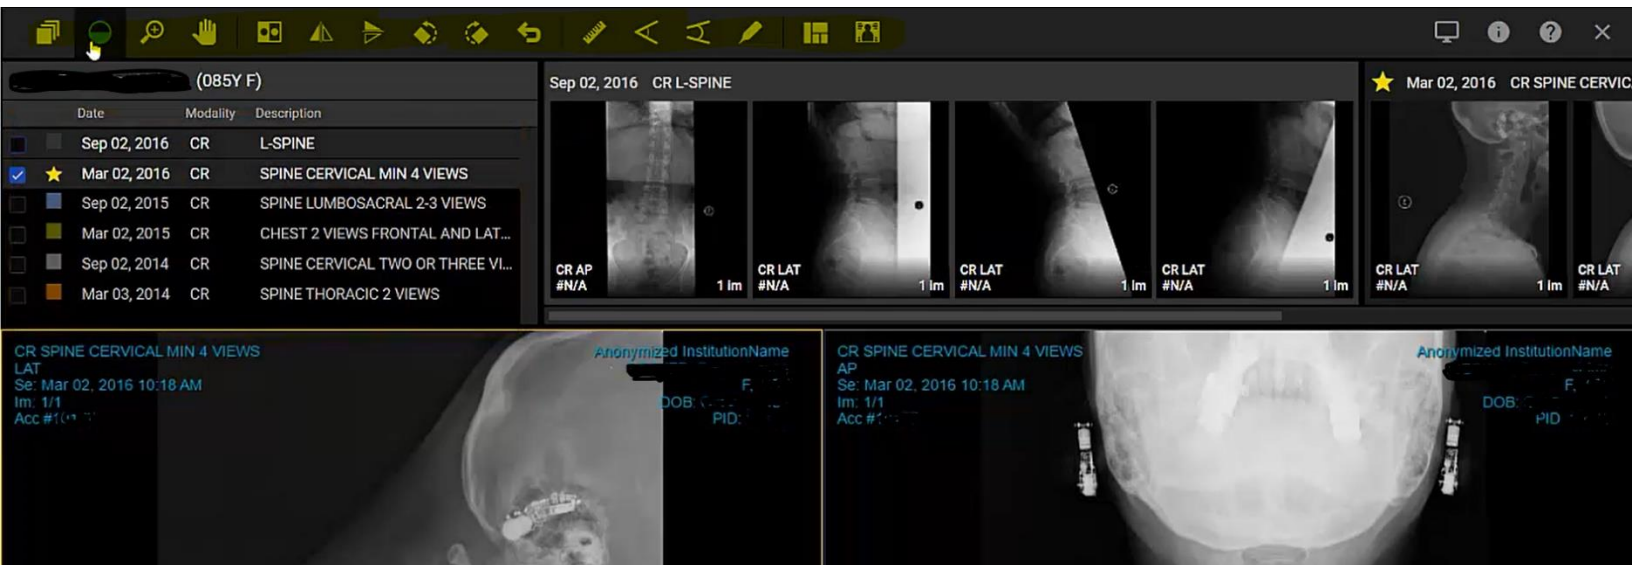 (085Y F)
Date Modality Description
Sep 02, 2016 CR L-SPINE
Mar 02, 2016 CR SPINE CERVICAL MIN 4 VIEWS
Sep 02, 2015 CR SPINE LUMBOSACRAL 2-3 VIEWS
Mar 02, 2015 CR CHEST 2 VIEWS FRONTAL AND LAT...
Sep 02, 2014 CR SPINE CERVICAL TWO OR THREE VI...
Mar 03, 2014 CR SPINE THORACIC 2 VIEWS
Sep 02, 2016 CR L-SPINE
CR AP
#N/A 1 Im
CR LAT
#N/A 1 Im
CR LAT
#N/A 1 Im
CR LAT
#N/A 1 Im
Mar 02, 2016 CR SPINE CERVIC
CR LAT
#N/A 1 Im
CR LAT
#N/A
CR SPINE CERVICAL MIN 4 VIEWS
LAT
Se: Mar 02, 2016 10:18 AM
Im: 1/1
Acc #
Anonymized InstitutionName
F,
DOB:
PID:
CR SPINE CERVICAL MIN 4 VIEWS
AP
Se: Mar 02, 2016 10:18 AM
Im: 1/1
Acc #
Anonymized InstitutionName
F,
DOB:
PID